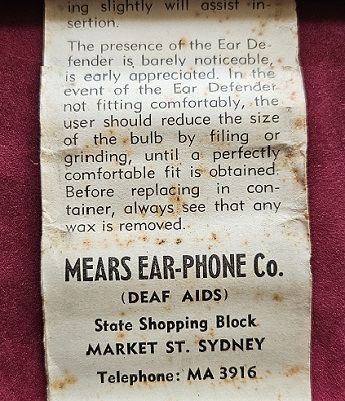 ing slightly will assist in-
sertion.
The presence of the Ear De-
fender is barely noticeable,
is early appreciated. In the
event of the Ear Defender
not fitting comfortably, the
user should reduce the size
of the bulb by filing or
grinding, until a perfectly
comfortable fit is obtained.
Before replacing in con-
tainer, always see that any
wax is removed.
MEARS EAR-PHONE Co.
(DEAF AIDS)
State Shopping Block
MARKET ST. SYDNEY
Telephone: MA 3916